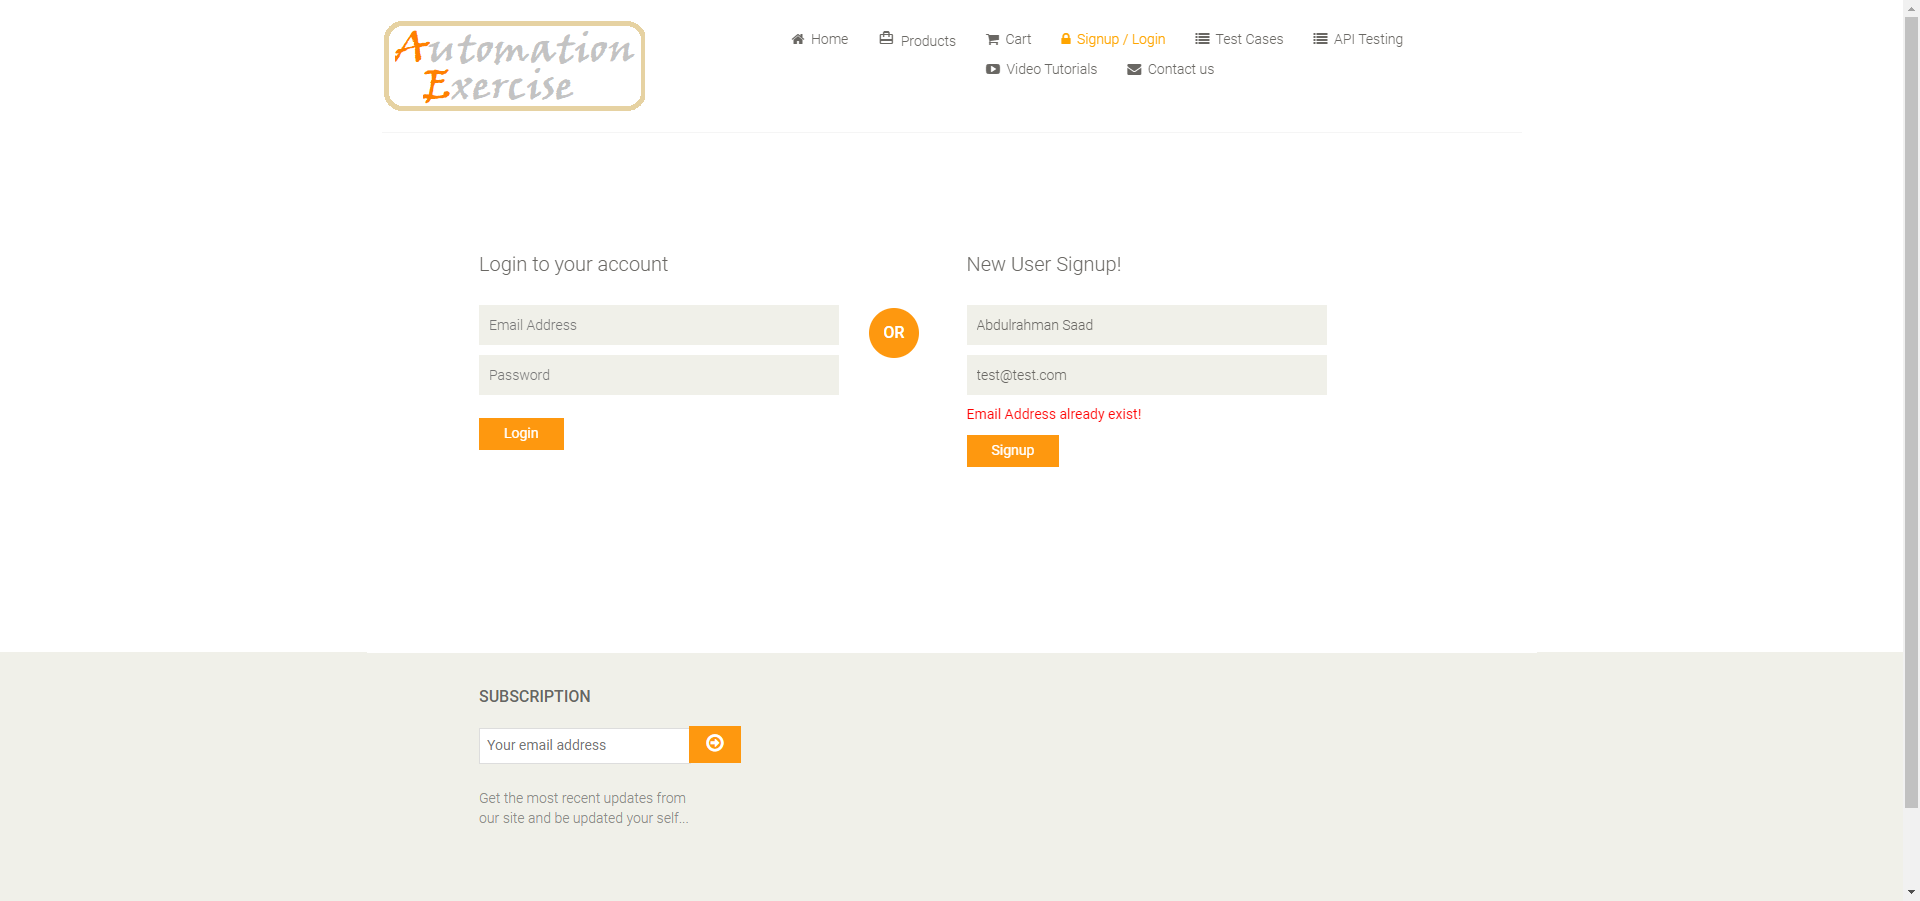 Automation
Exercise
Home
Products
Cart
Signup / Login
Test Cases
API Testing
Video Tutorials
Contact us
Login to your account
Email Address
Password
Login
OR
New User Signup!
Abdulrahman Saad
test@test.com
Email Address already exist!
Signup
SUBSCRIPTION
Your email address
Get the most recent updates from
our site and be updated your self...